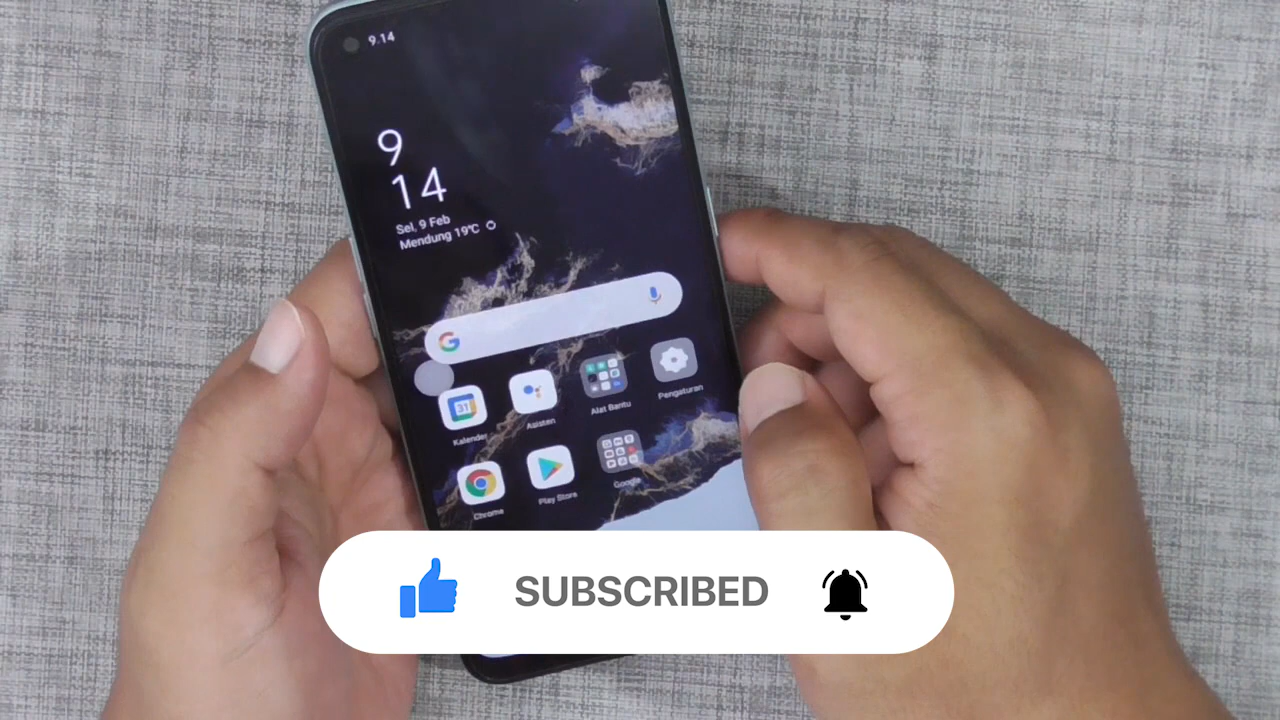 9.14
9
14
Sel, 9 Feb
Mendung 19°C
G
31
Kalender
Asisten
Alat Bantu
Pengaturan
Chrome
Play Store
Google
SUBSCRIBED